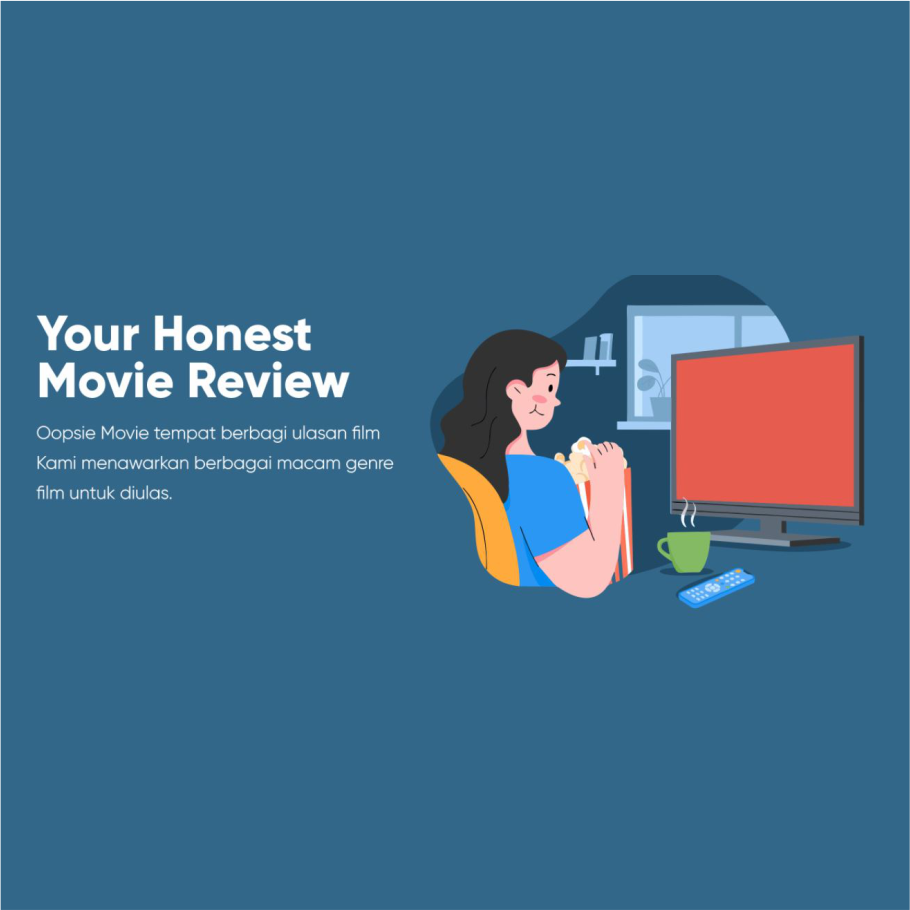 Your Honest
Movie Review
Oopsie Movie tempat berbagi ulasan film
Kami menawarkan berbagai macam genre
film untuk diulas.